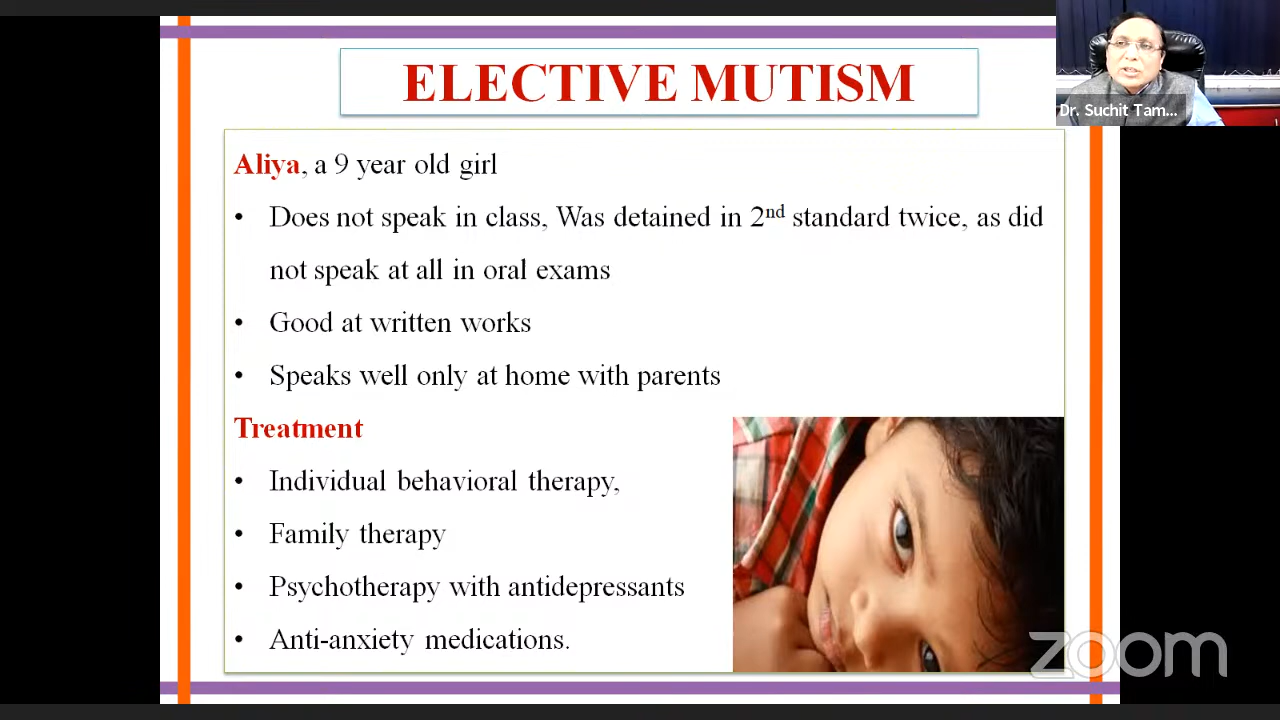 ELECTIVE MUTISM
Dr. Suchit Tam...
Aliya, a 9 year old girl
• Does not speak in class, Was detained in 2nd standard twice, as did
not speak at all in oral exams
• Good at written works
• Speaks well only at home with parents
Treatment
• Individual behavioral therapy,
• Family therapy
• Psychotherapy with antidepressants
• Anti-anxiety medications.
zoom